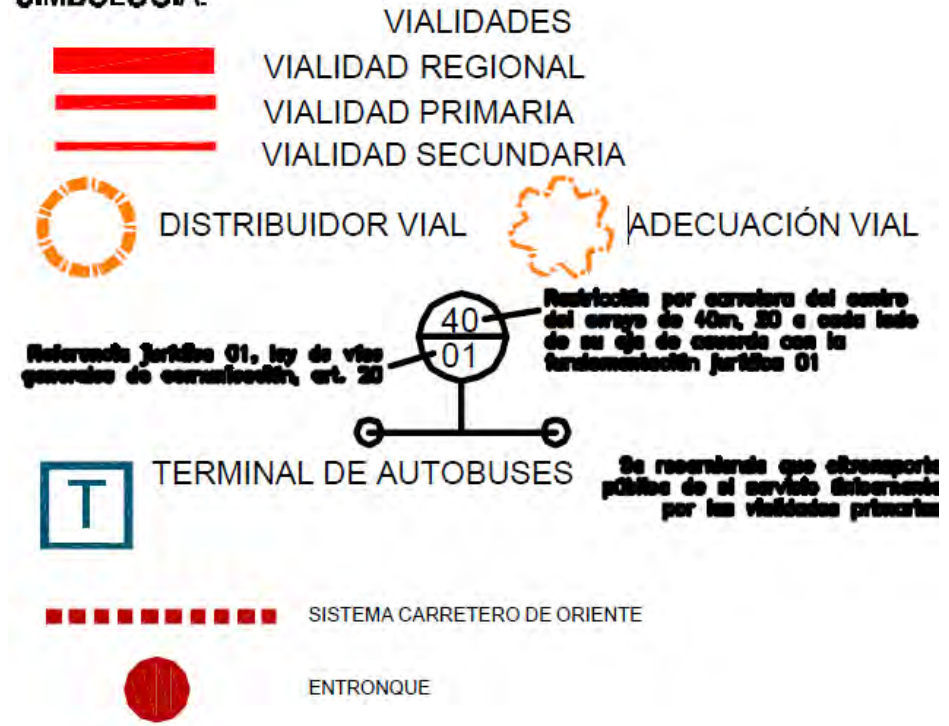 SIMBOLOGIA:
VIALIDADES
VIALIDAD REGIONAL
VIALIDAD PRIMARIA
VIALIDAD SECUNDARIA
DISTRIBUIDOR VIAL
ADECUACIÓN VIAL
40
01
Restricción por carretera del centro
del arroyo de 40m, 20 a cada lado
de su eje de acuerdo con la
fundamentación jurídica 01
Referencia jurídica 01, ley de vías
generales de comunicación, art. 20
TERMINAL DE AUTOBUSES
T
Se recomienda que
público de el servicio únicamente
por las vialidades primarias
SISTEMA CARRETERO DE ORIENTE
ENTRONQUE